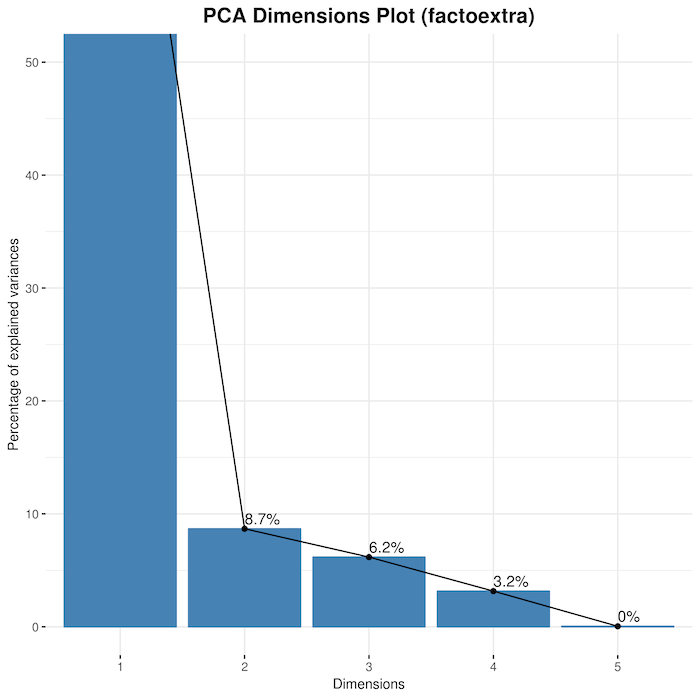 PCA Dimensions Plot (factoextra)
50
40
30
20
10
0
Percentage of explained variances
8.7%
6.2%
3.2%
0%
1 2 3 4 5
Dimensions